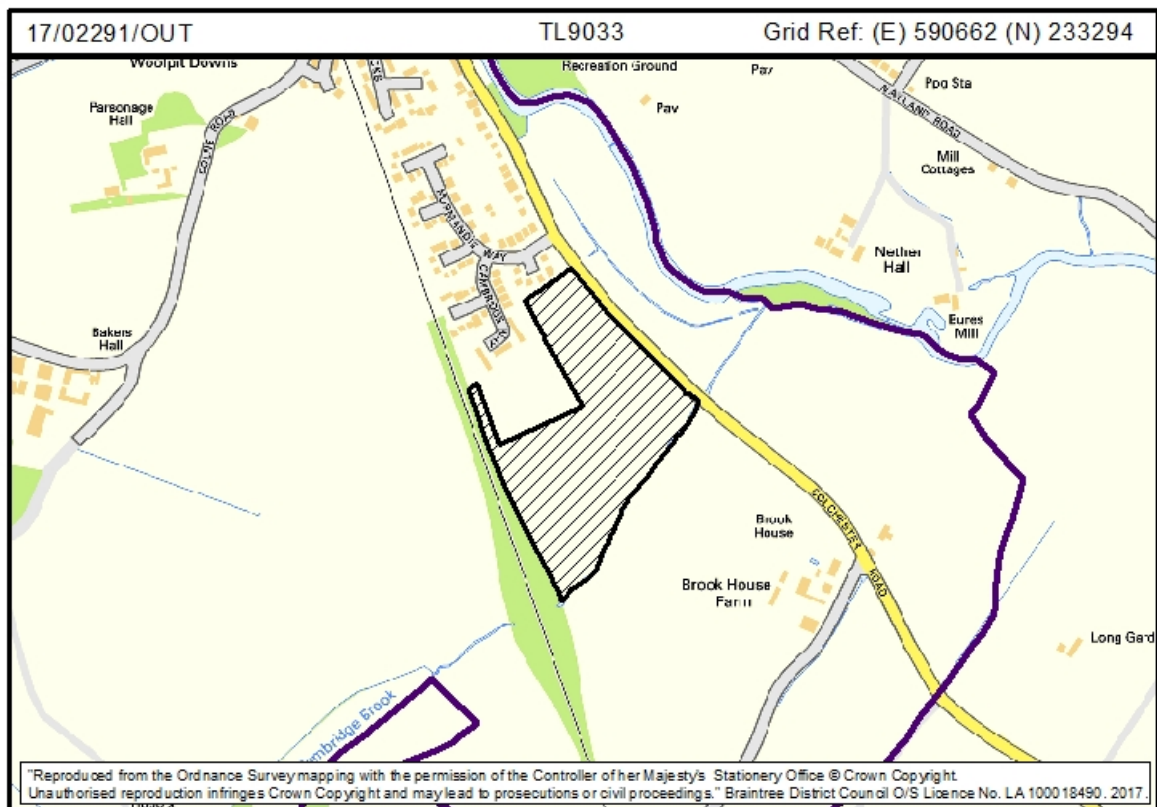 17/02291/OUT TL9033 Grid Ref: (E) 590662 (N) 233294
Woolpit Downs
Recreation Ground
Pav
Poo Sta
Parsonage
Hall
Pav
NAYLAND ROAD
ROAD
Mill
Cottages
NORMANDIE WAY
Nether
Hall
CAMBROOK WAY
Eures
Mill
Bakers
Hall
COLCHESTER ROAD
Brook
House
Brook House
Farm
Long Gard
Brook
"Reproduced from the Ordnance Survey mapping with the permission of the Controller of her Majesty's Stationery Office © Crown Copyright.
Unauthorised reproduction infringes Crown Copyright and may lead to prosecutions or civil proceedings." Braintree District Council O/S Licence No. LA 100018490. 2017.